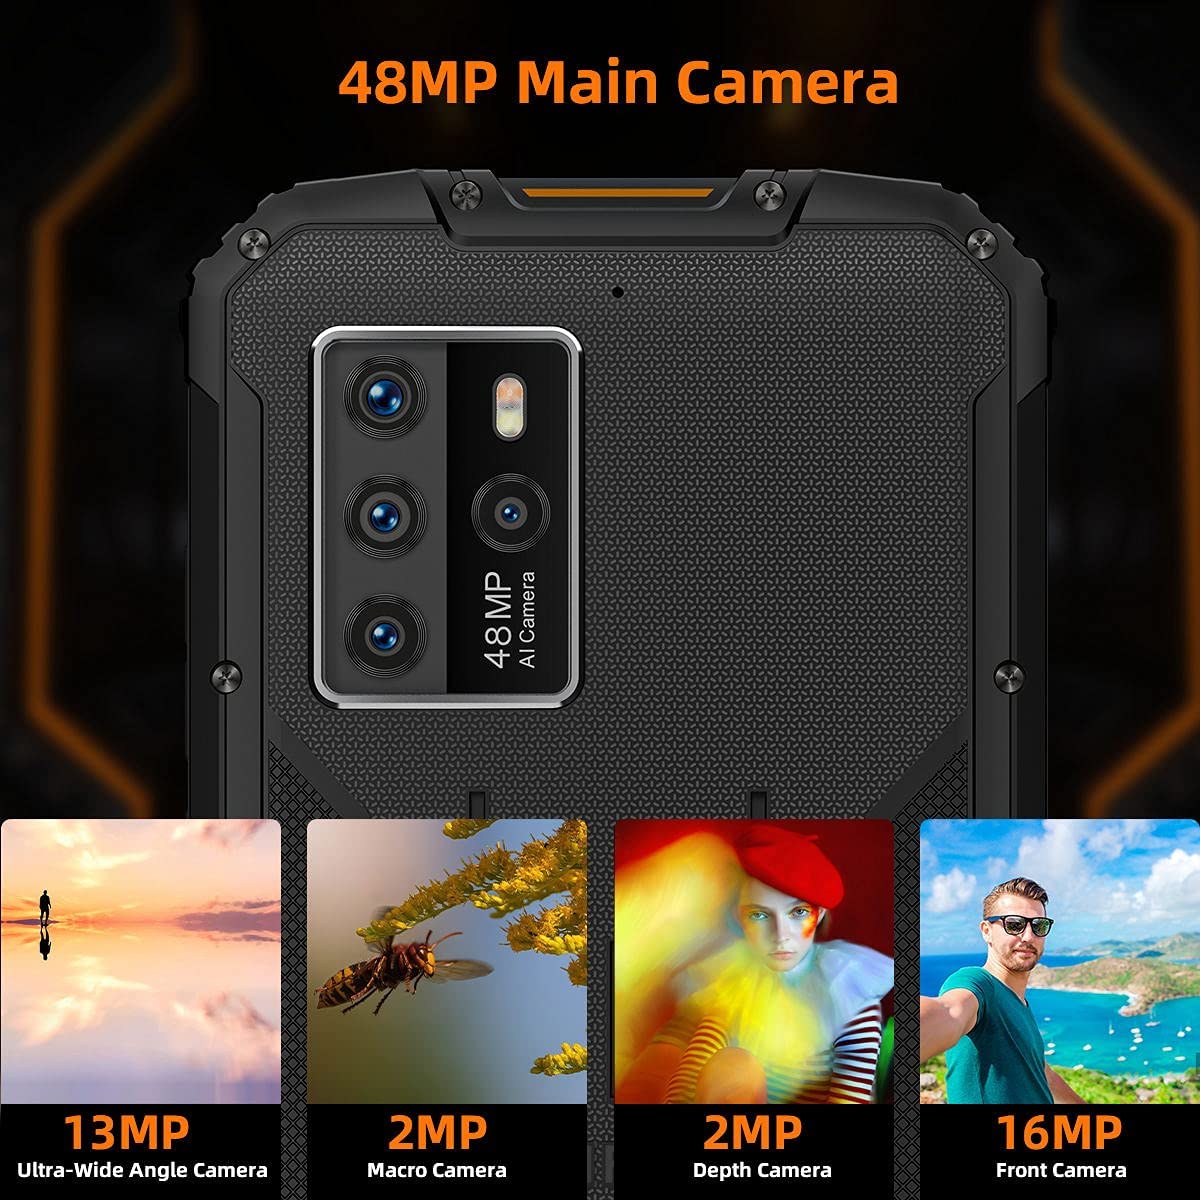 48MP Main Camera
48MP
AI Camera
13MP
Ultra-Wide Angle Camera
2MP
Macro Camera
2MP
Depth Camera
16MP
Front Camera